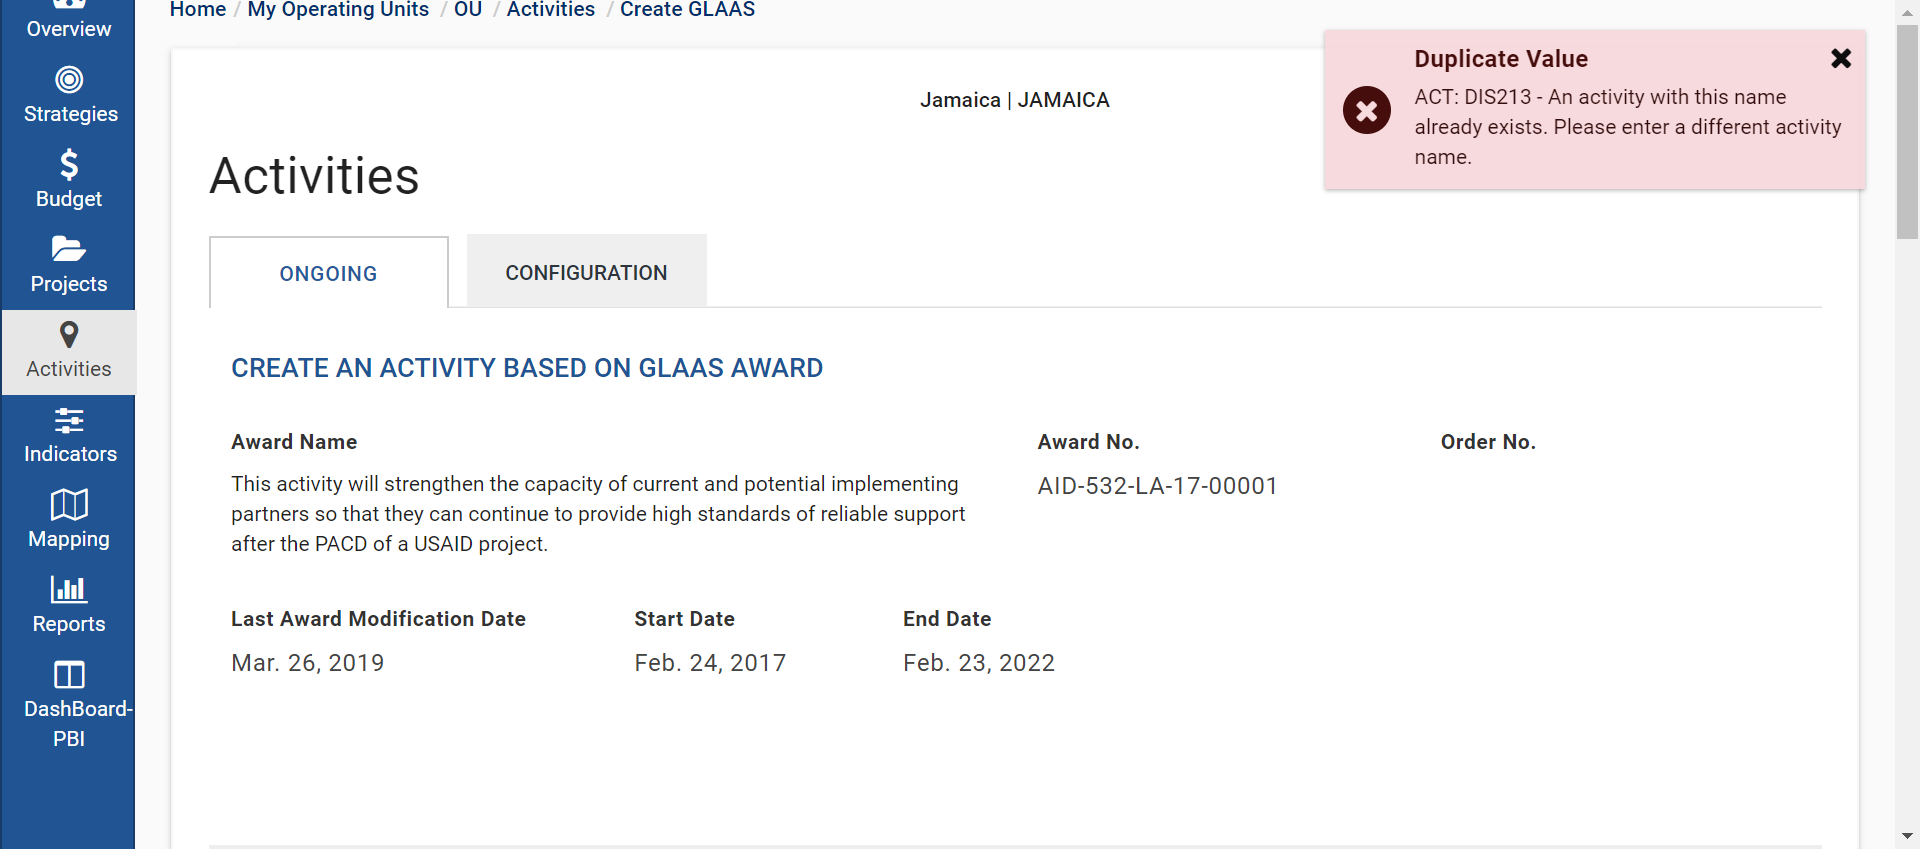 Home / My Operating Units / OU / Activities / Create GLAAS
Overview
Strategies
Budget
Projects
Activities
Indicators
Mapping
Reports
DashBoard-
PBI
Jamaica | JAMAICA
Duplicate Value
ACT: DIS213 - An activity with this name
already exists. Please enter a different activity
name.
Activities
ONGOING
CONFIGURATION
CREATE AN ACTIVITY BASED ON GLAAS AWARD
Award Name
This activity will strengthen the capacity of current and potential implementing
partners so that they can continue to provide high standards of reliable support
after the PACD of a USAID project.
Award No.
AID-532-LA-17-00001
Order No.
Last Award Modification Date
Mar. 26, 2019
Start Date
Feb. 24, 2017
End Date
Feb. 23, 2022